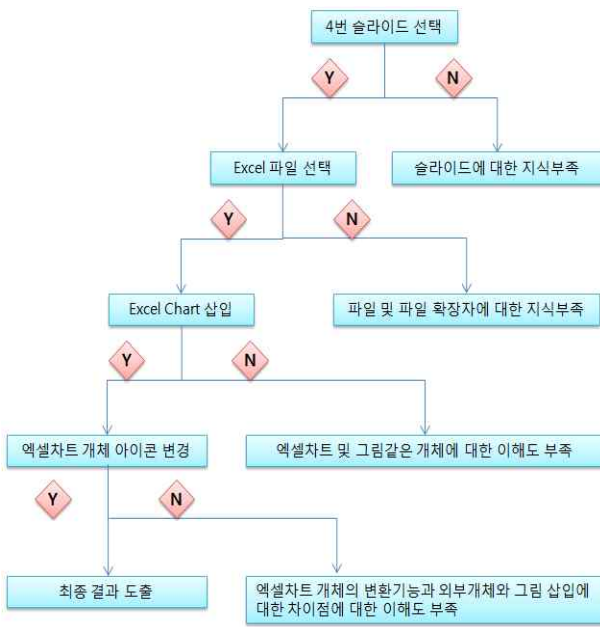 4번 슬라이드 선택
Y
N
Excel 파일 선택
슬라이드에 대한 지식부족
Y
N
Excel Chart 삽입
파일 및 파일 확장자에 대한 지식부족
Y
N
엑셀차트 개체 아이콘 변경
엑셀차트 및 그림같은 개체에 대한 이해도 부족
Y
N
최종 결과 도출
엑셀차트 개체의 변환기능과 외부개체와 그림 삽입에
대한 차이점에 대한 이해도 부족